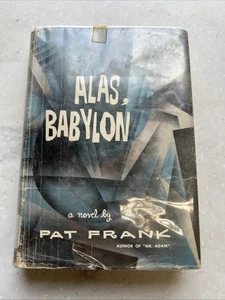 ALAS,
BABYLON
a novel by
PAT FRANK
AUTHOR OF "MR. ADAM"